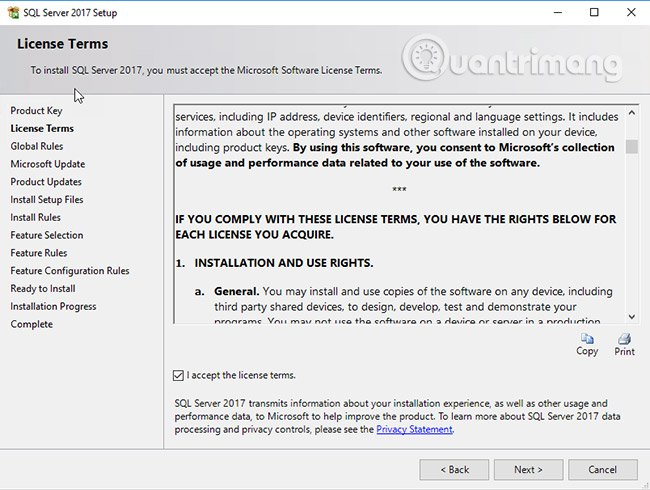 SQL Server 2017 Setup
License Terms
To install SQL Server 2017, you must accept the Microsoft Software License Terms.
Quantrimang
Product Key
License Terms
Global Rules
Microsoft Update
Product Updates
Install Setup Files
Install Rules
Feature Selection
Feature Rules
Feature Configuration Rules
Ready to Install
Installation Progress
Complete
services, including IP address, device identifiers, regional and language settings. It includes
information about the operating systems and other software installed on your device,
including product keys. By using this software, you consent to Microsoft's collection
of usage and performance data related to your use of the software.
***
IF YOU COMPLY WITH THESE LICENSE TERMS, YOU HAVE THE RIGHTS BELOW FOR
EACH LICENSE YOU ACQUIRE.
1. INSTALLATION AND USE RIGHTS.
a. General. You may install and use copies of the software on any device, including
third party shared devices, to design, develop, test and demonstrate your
programs. You may not use the software on a device or server in a production
Copy
Print
I accept the license terms.
SQL Server 2017 transmits information about your installation experience, as well as other usage and
performance data, to Microsoft to help improve the product. To learn more about SQL Server 2017 data
processing and privacy controls, please see the Privacy Statement.
< Back
Next >
Cancel